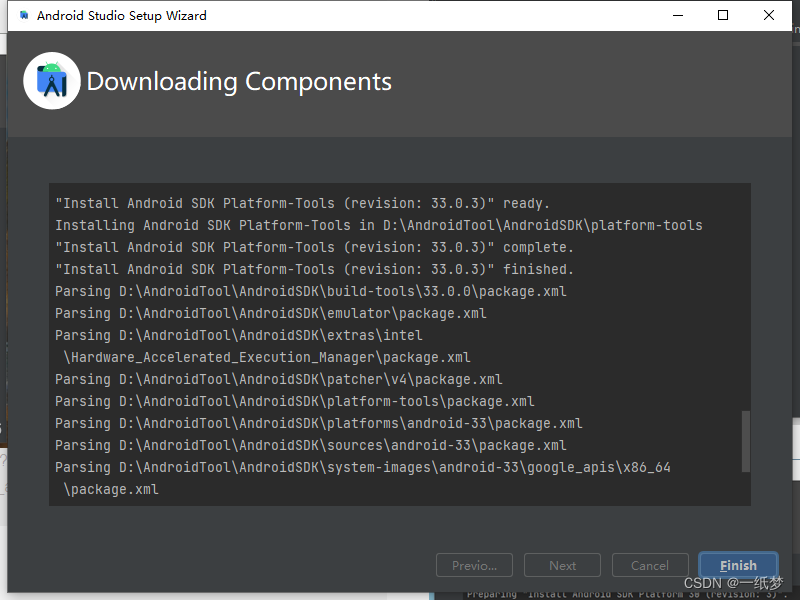 Android Studio Setup Wizard
Downloading Components
"Install Android SDK Platform-Tools (revision: 33.0.3)" ready.
Installing Android SDK Platform-Tools in D:\AndroidTool\AndroidSDK\platform-tools
"Install Android SDK Platform-Tools (revision: 33.0.3)" complete.
"Install Android SDK Platform-Tools (revision: 33.0.3)" finished.
Parsing D:\AndroidTool\AndroidSDK\build-tools\33.0.0\package.xml
Parsing D:\AndroidTool\AndroidSDK\emulator\package.xml
Parsing D:\AndroidTool\AndroidSDK\extras\intel
\Hardware_Accelerated_Execution_Manager\package.xml
Parsing D:\AndroidTool\AndroidSDK\patcher\v4\package.xml
Parsing D:\AndroidTool\AndroidSDK\platform-tools\package.xml
Parsing D:\AndroidTool\AndroidSDK\platforms\android-33\package.xml
Parsing D:\AndroidTool\AndroidSDK\sources\android-33\package.xml
Parsing D:\AndroidTool\AndroidSDK\system-images\android-33\google_apis\x86_64
\package.xml
Previo... Next Cancel Finish
CSDN @一纸梦
Preparing "Install Android SDK Platform 30 (revision: 3)".